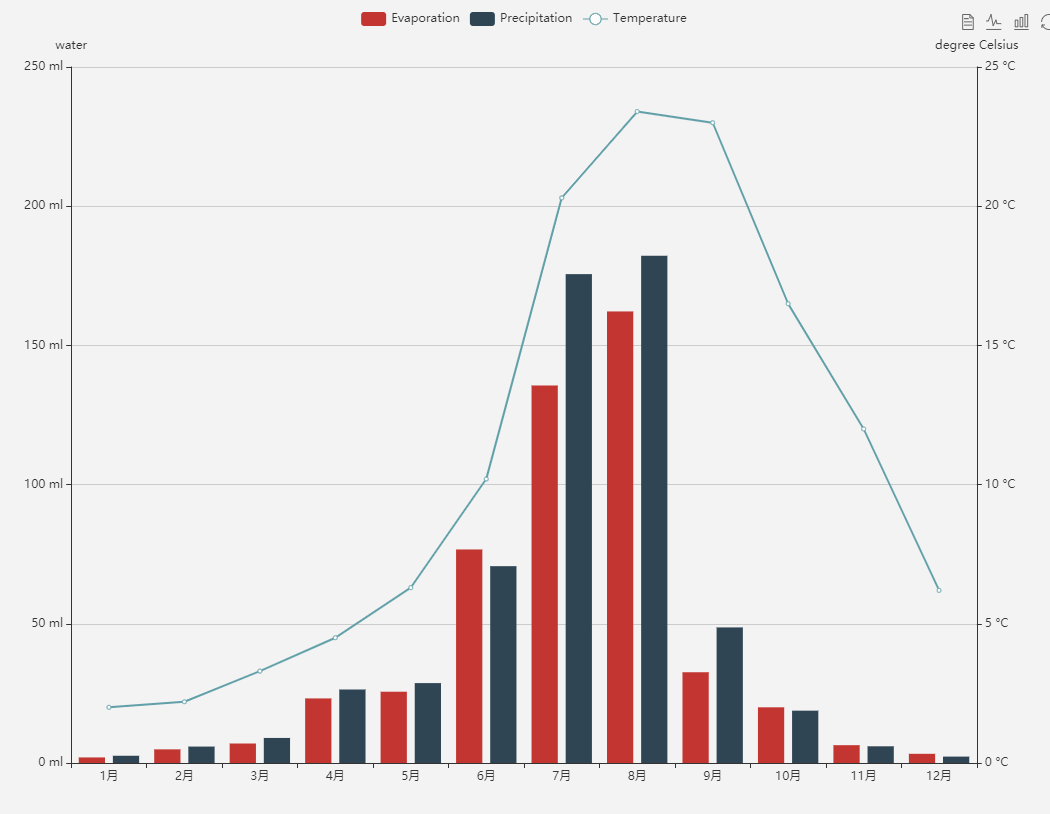 Evaporation Precipitation Temperature
water degree Celsius
250 ml 25 °C
200 ml 20 °C
150 ml 15 °C
100 ml 10 °C
50 ml 5 °C
0 ml 0 °C
1月 2月 3月 4月 5月 6月 7月 8月 9月 10月 11月 12月